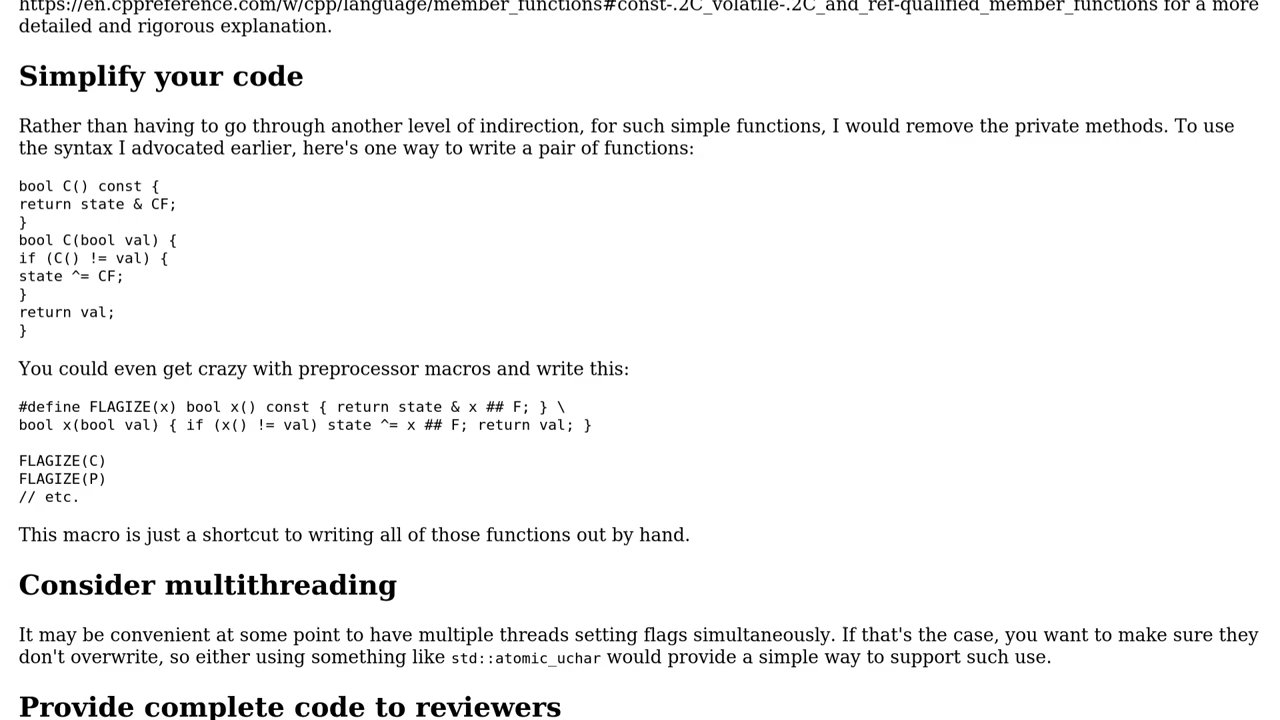 https://en.cppreference.com/w/cpp/language/member_functions#const-.2C_volatile-.2C_and_ref-qualified_member_functions for a more
detailed and rigorous explanation.
Simplify your code
Rather than having to go through another level of indirection, for such simple functions, I would remove the private methods. To use
the syntax I advocated earlier, here's one way to write a pair of functions:
bool C() const {
return state & CF;
}
bool C(bool val) {
if (C() != val) {
state ^= CF;
}
return val;
}
You could even get crazy with preprocessor macros and write this:
#define FLAGIZE(x) bool x() const { return state & x ## F; } \
bool x(bool val) { if (x() != val) state ^= x ## F; return val; }
FLAGIZE(C)
FLAGIZE(P)
// etc.
This macro is just a shortcut to writing all of those functions out by hand.
Consider multithreading
It may be convenient at some point to have multiple threads setting flags simultaneously. If that's the case, you want to make sure they
don't overwrite, so either using something like std::atomic_uchar would provide a simple way to support such use.
Provide complete code to reviewers